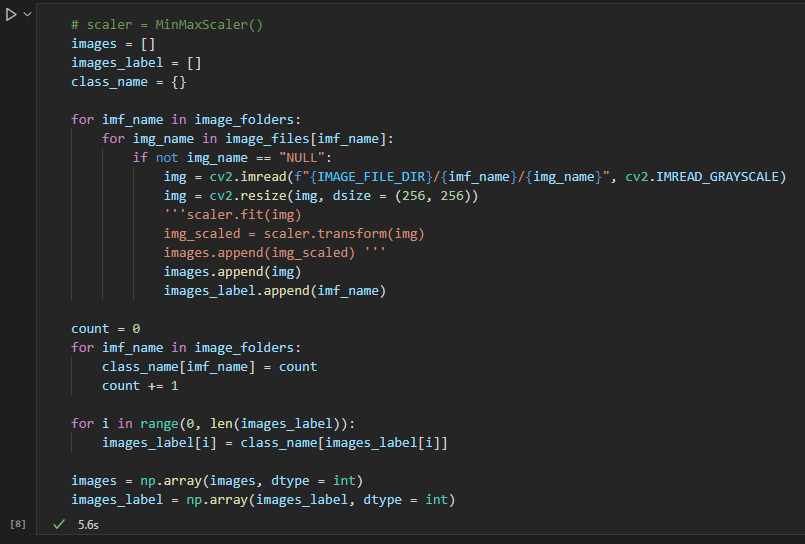 # scaler = MinMaxScaler()
images = []
images_label = []
class_name = {}
for imf_name in image_folders:
for img_name in image_files[imf_name]:
if not img_name == "NULL":
img = cv2.imread(f"{IMAGE_FILE_DIR}/{imf_name}/{img_name}", cv2.IMREAD_GRAYSCALE)
img = cv2.resize(img, dsize = (256, 256))
'''scaler.fit(img)
img_scaled = scaler.transform(img)
images.append(img_scaled) '''
images.append(img)
images_label.append(imf_name)
count = 0
for imf_name in image_folders:
class_name[imf_name] = count
count += 1
for i in range(0, len(images_label)):
images_label[i] = class_name[images_label[i]]
images = np.array(images, dtype = int)
images_label = np.array(images_label, dtype = int)
[8] 5.6s